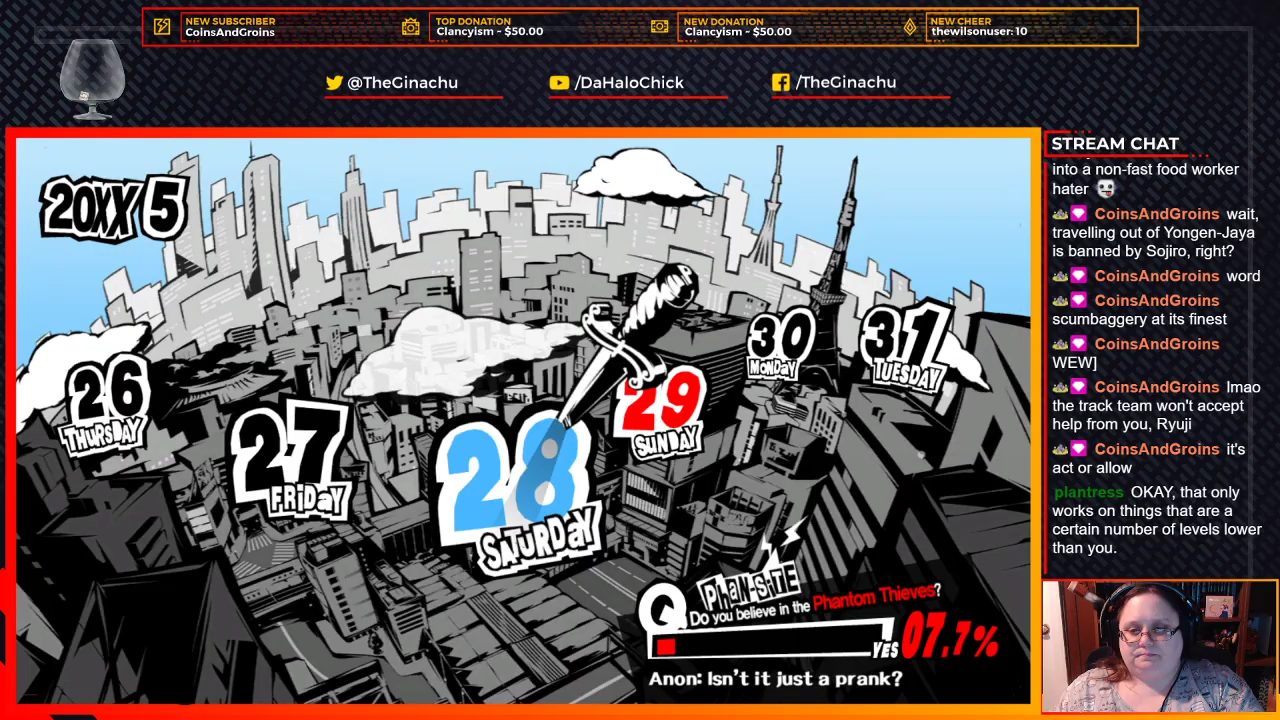 NEW SUBSCRIBER
CoinsAndGroins
TOP DONATION
Clancyism ~ $50.00
NEW DONATION
Clancyism ~ $50.00
NEW CHEER
thewilsonuser: 10
@TheGinachu
/DaHaloChick
/TheGinachu
STREAM CHAT
into a non-fast food worker
hater
CoinsAndGroins wait,
travelling out of Yongen-Jaya
is banned by Sojiro, right?
CoinsAndGroins word
CoinsAndGroins
scumbaggery at its finest
CoinsAndGroins
WEW]
CoinsAndGroins lmao
the track team won't accept
help from you, Ryuji
CoinsAndGroins it's
act or allow
plantress OKAY, that only
works on things that are a
certain number of levels lower
than you.
20XX 5
26
THURSDAY
27
FRIDAY
28
SATURDAY
29
SUNDAY
30
MONDAY
31
TUESDAY
Q PHAN-SITE
Do you believe in the Phantom Thieves?
YES 07.7%
Anon: Isn't it just a prank?